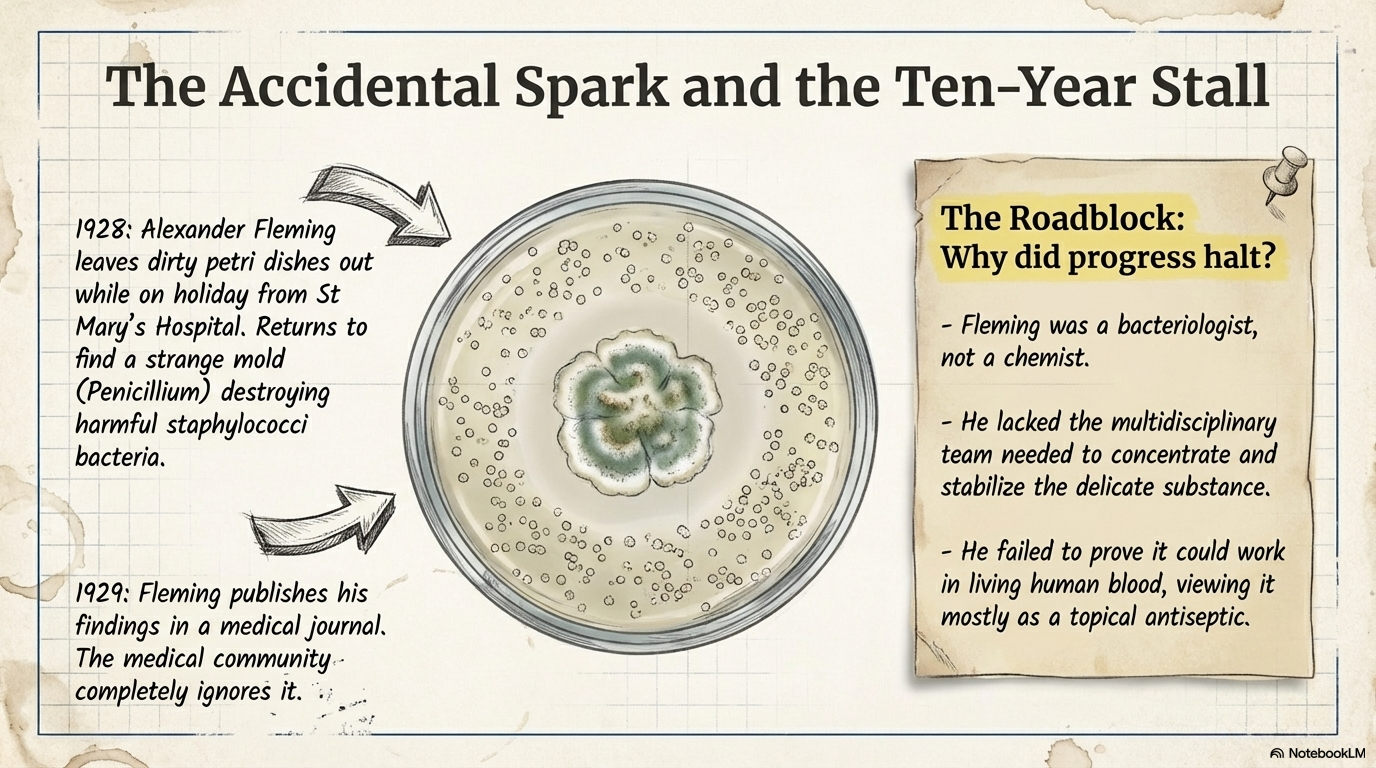 The Accidental Spark and the Ten-Year Stall
1928: Alexander Fleming
leaves dirty petri dishes out
while on holiday from St
Mary's Hospital. Returns to
find a strange mold
(Penicillium) destroying
harmful staphylococci
bacteria.
1929: Fleming publishes his
findings in a medical journal.
The medical community
completely ignores it.
The Roadblock:
Why did progress halt?
- Fleming was a bacteriologist,
not a chemist.
- He lacked the multidisciplinary
team needed to concentrate and
stabilize the delicate substance.
- He failed to prove it could work
in living human blood, viewing it
mostly as a topical antiseptic.
NotebookLM